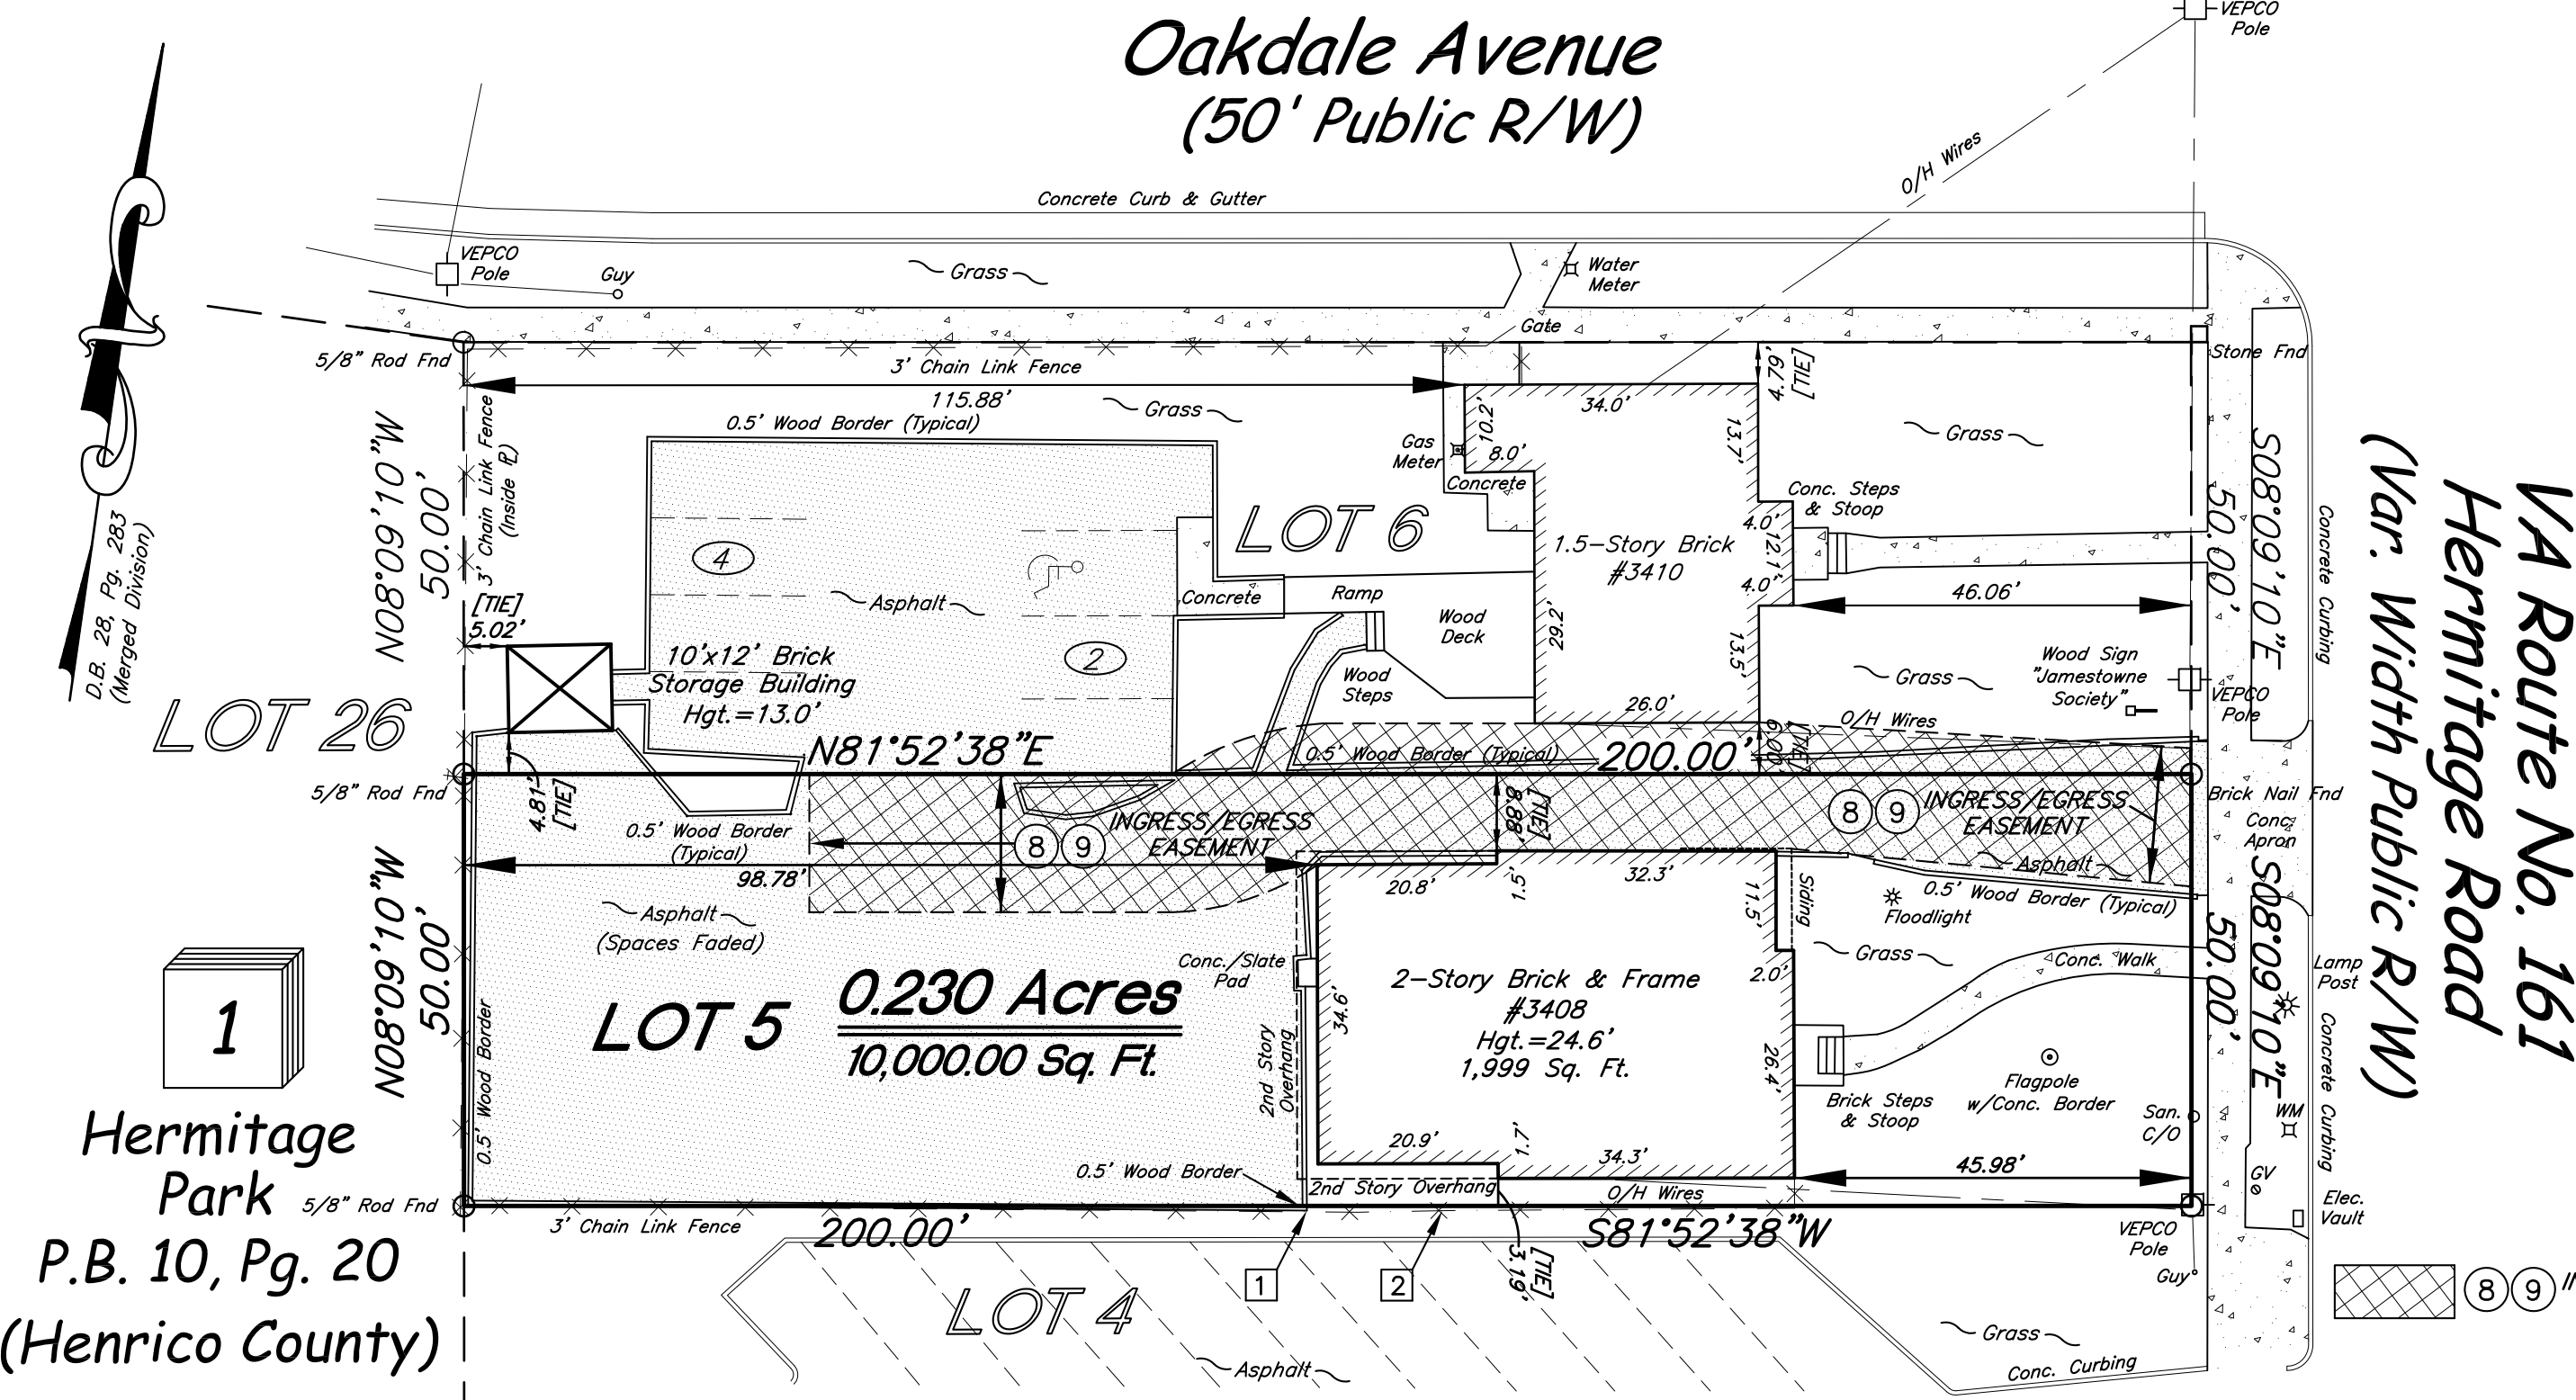 Oakdale Avenue
(50' Public R/W)
VEPCO
Pole
O/H Wires
Concrete Curb & Gutter
VEPCO
Pole
Guy
Grass
Water
Meter
Gate
5/8" Rod Fnd
3' Chain Link Fence
115.88'
0.5' Wood Border (Typical)
Grass
34.0'
4.79'
[TIE]
Stone Fnd
Grass
N08°09'10"W
50.00'
3' Chain Link Fence
(Inside PL)
Gas
Meter
10.2'
8.0'
Concrete
13.7'
Conc. Steps
& Stoop
S08°09'10"E
50.00'
Concrete Curbing
VA Route No. 161
Hermitage Road
(Var. Width Public R/W)
D.B. 28, Pg. 283
(Merged Division)
4
LOT 6
1.5-Story Brick
#3410
4.0'
12.1'
4.0'
46.06'
[TIE]
5.02'
Asphalt
Concrete
Ramp
Wood
Deck
29.2'
13.5'
2
10'x12' Brick
Storage Building
Hgt.=13.0'
Wood
Steps
26.0'
Grass
Wood Sign
"Jamestowne
Society"
VEPCO
Pole
LOT 26
O/H Wires
6.00'
[TIE]
N81°52'38"E
0.5' Wood Border (Typical)
200.00'
5/8" Rod Fnd
4.81'
[TIE]
0.5' Wood Border
(Typical)
8 9
INGRESS/EGRESS
EASEMENT
8.88'
[TIE]
8 9
INGRESS/EGRESS
EASEMENT
Brick Nail Fnd
Conc.
Apron
98.78'
20.8'
1.5'
32.3'
11.5'
Siding
Asphalt
0.5' Wood Border (Typical)
Floodlight
N08°09'10"W
50.00'
Asphalt
(Spaces Faded)
Conc./Slate
Pad
Grass
2.0'
Conc. Walk
S08°09'10"E
50.00'
Lamp
Post
1
0.5' Wood Border
LOT 5
0.230 Acres
10,000.00 Sq. Ft.
34.6'
2nd Story
Overhang
2-Story Brick & Frame
#3408
Hgt.=24.6'
1,999 Sq. Ft.
26.4'
Brick Steps
& Stoop
Flagpole
w/Conc. Border
San.
C/O
WM
Concrete Curbing
Hermitage
Park
P.B. 10, Pg. 20
(Henrico County)
20.9'
1.7'
34.3'
45.98'
GV
Elec.
Vault
0.5' Wood Border
2nd Story Overhang
O/H Wires
5/8" Rod Fnd
3' Chain Link Fence
200.00'
S81°52'38"W
VEPCO
Pole
1
2
3.19'
[TIE]
Guy
LOT 4
8 9
Grass
Asphalt
Conc. Curbing